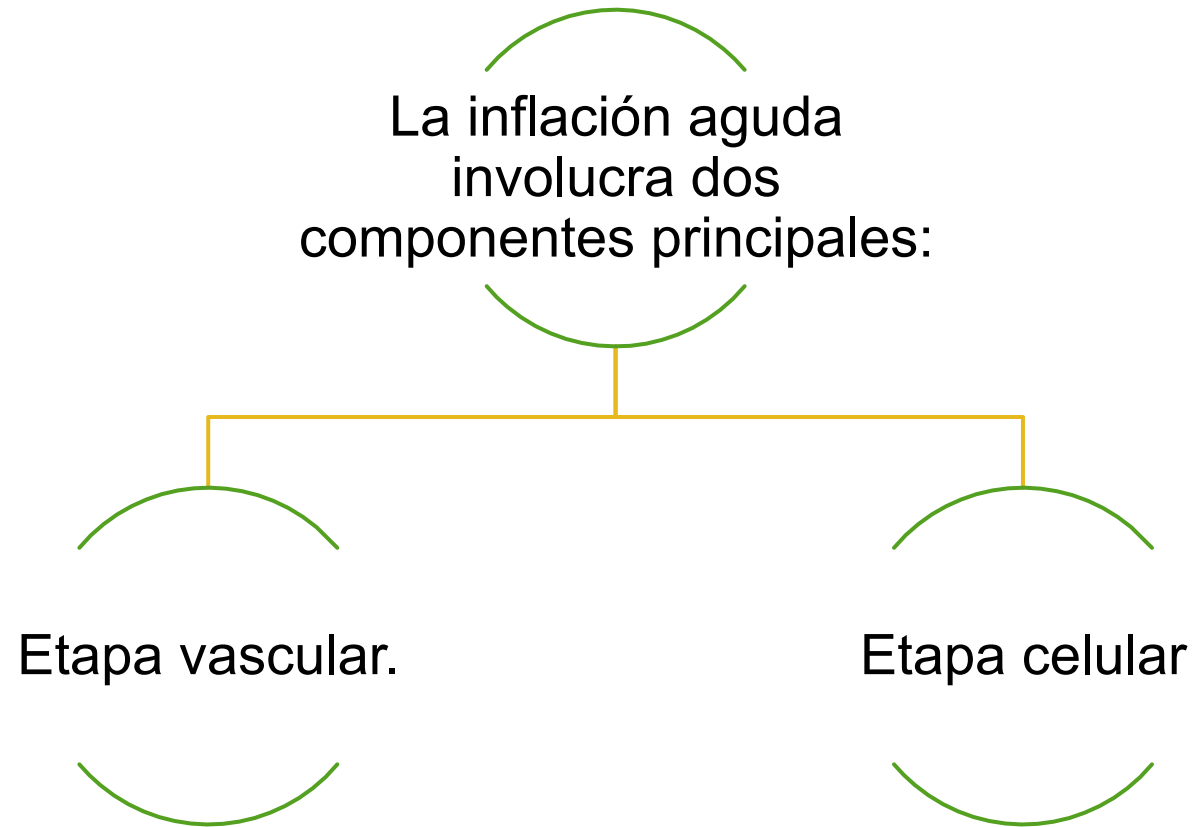 La inflación aguda
involucra dos
componentes principales:
Etapa vascular.
Etapa celular